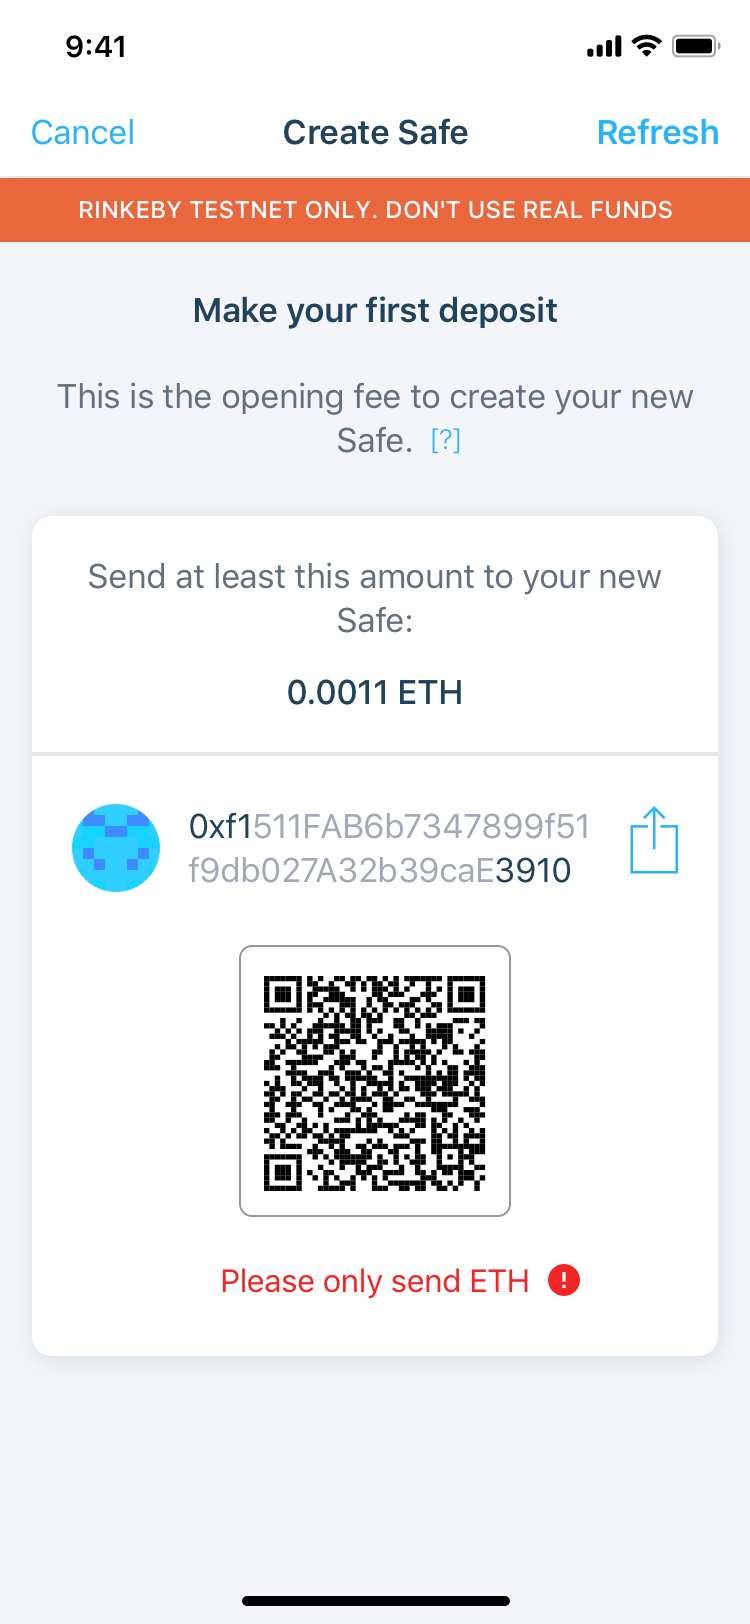 9:41
Cancel
Create Safe
Refresh
RINKEBY TESTNET ONLY. DON'T USE REAL FUNDS
Make your first deposit
This is the opening fee to create your new
Safe. [?]
Send at least this amount to your new
Safe:
0.0011 ETH
0xf1511FAB6b7347899f51
f9db027A32b39caE3910
Please only send ETH